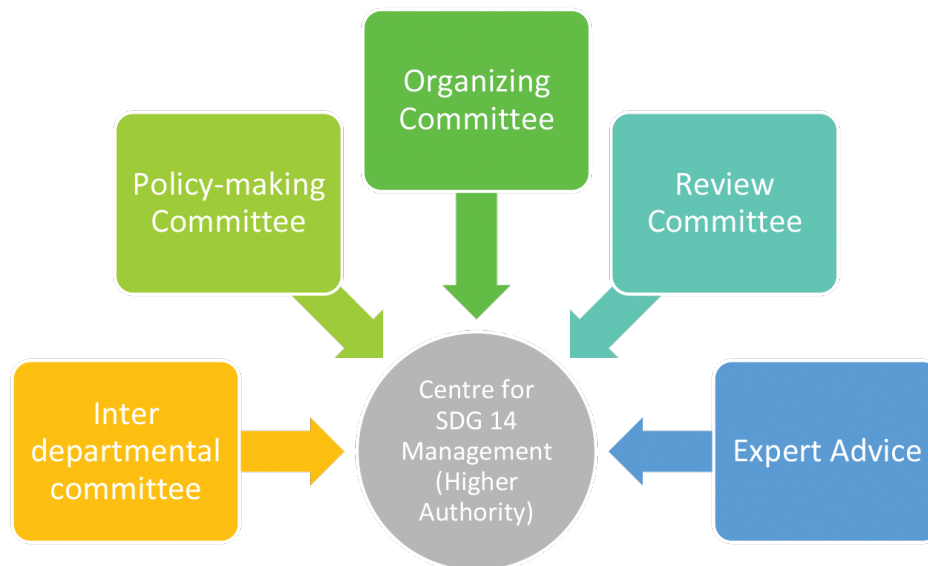 Organizing
Committee
Policy-making
Committee
Review
Committee
Inter
departmental
committee
Centre for
SDG 14
Management
(Higher
Authority)
Expert Advice